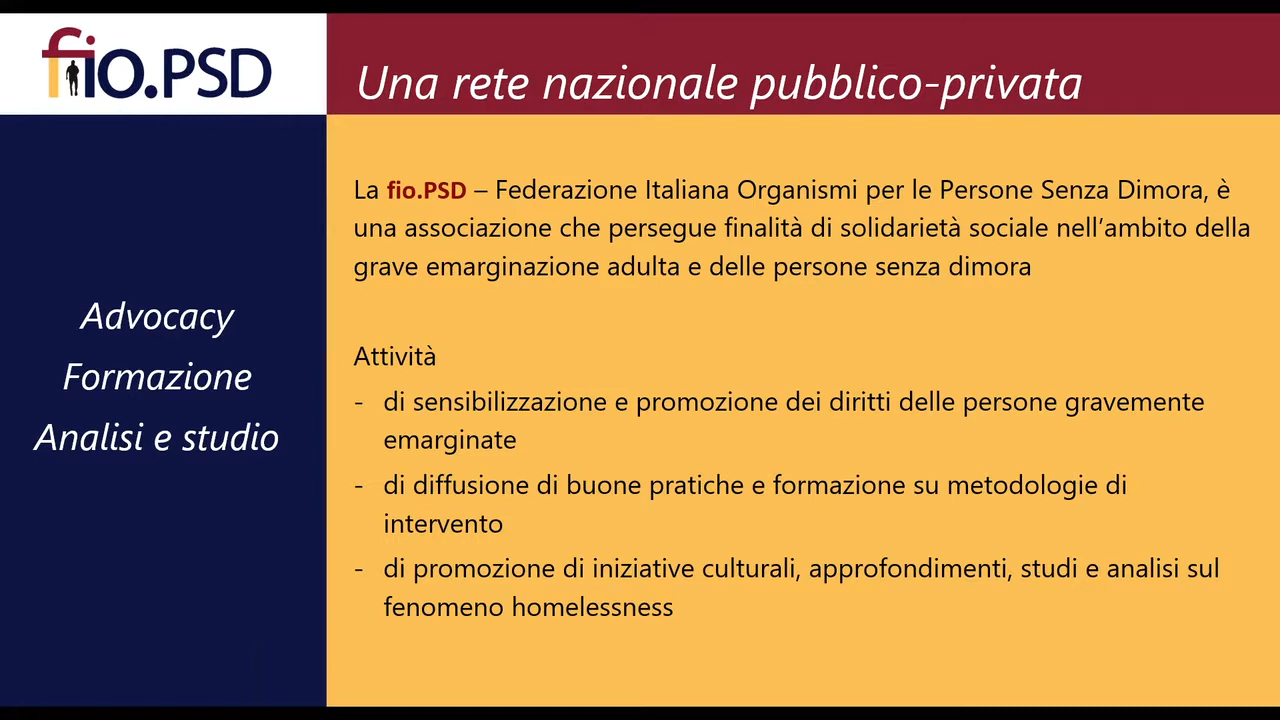 fio.PSD
Una rete nazionale pubblico-privata
Advocacy
Formazione
Analisi e studio
La fio.PSD – Federazione Italiana Organismi per le Persone Senza Dimora, è
una associazione che persegue finalità di solidarietà sociale nell’ambito della
grave emarginazione adulta e delle persone senza dimora
Attività
- di sensibilizzazione e promozione dei diritti delle persone gravemente
emarginate
- di diffusione di buone pratiche e formazione su metodologie di
intervento
- di promozione di iniziative culturali, approfondimenti, studi e analisi sul
fenomeno homelessness